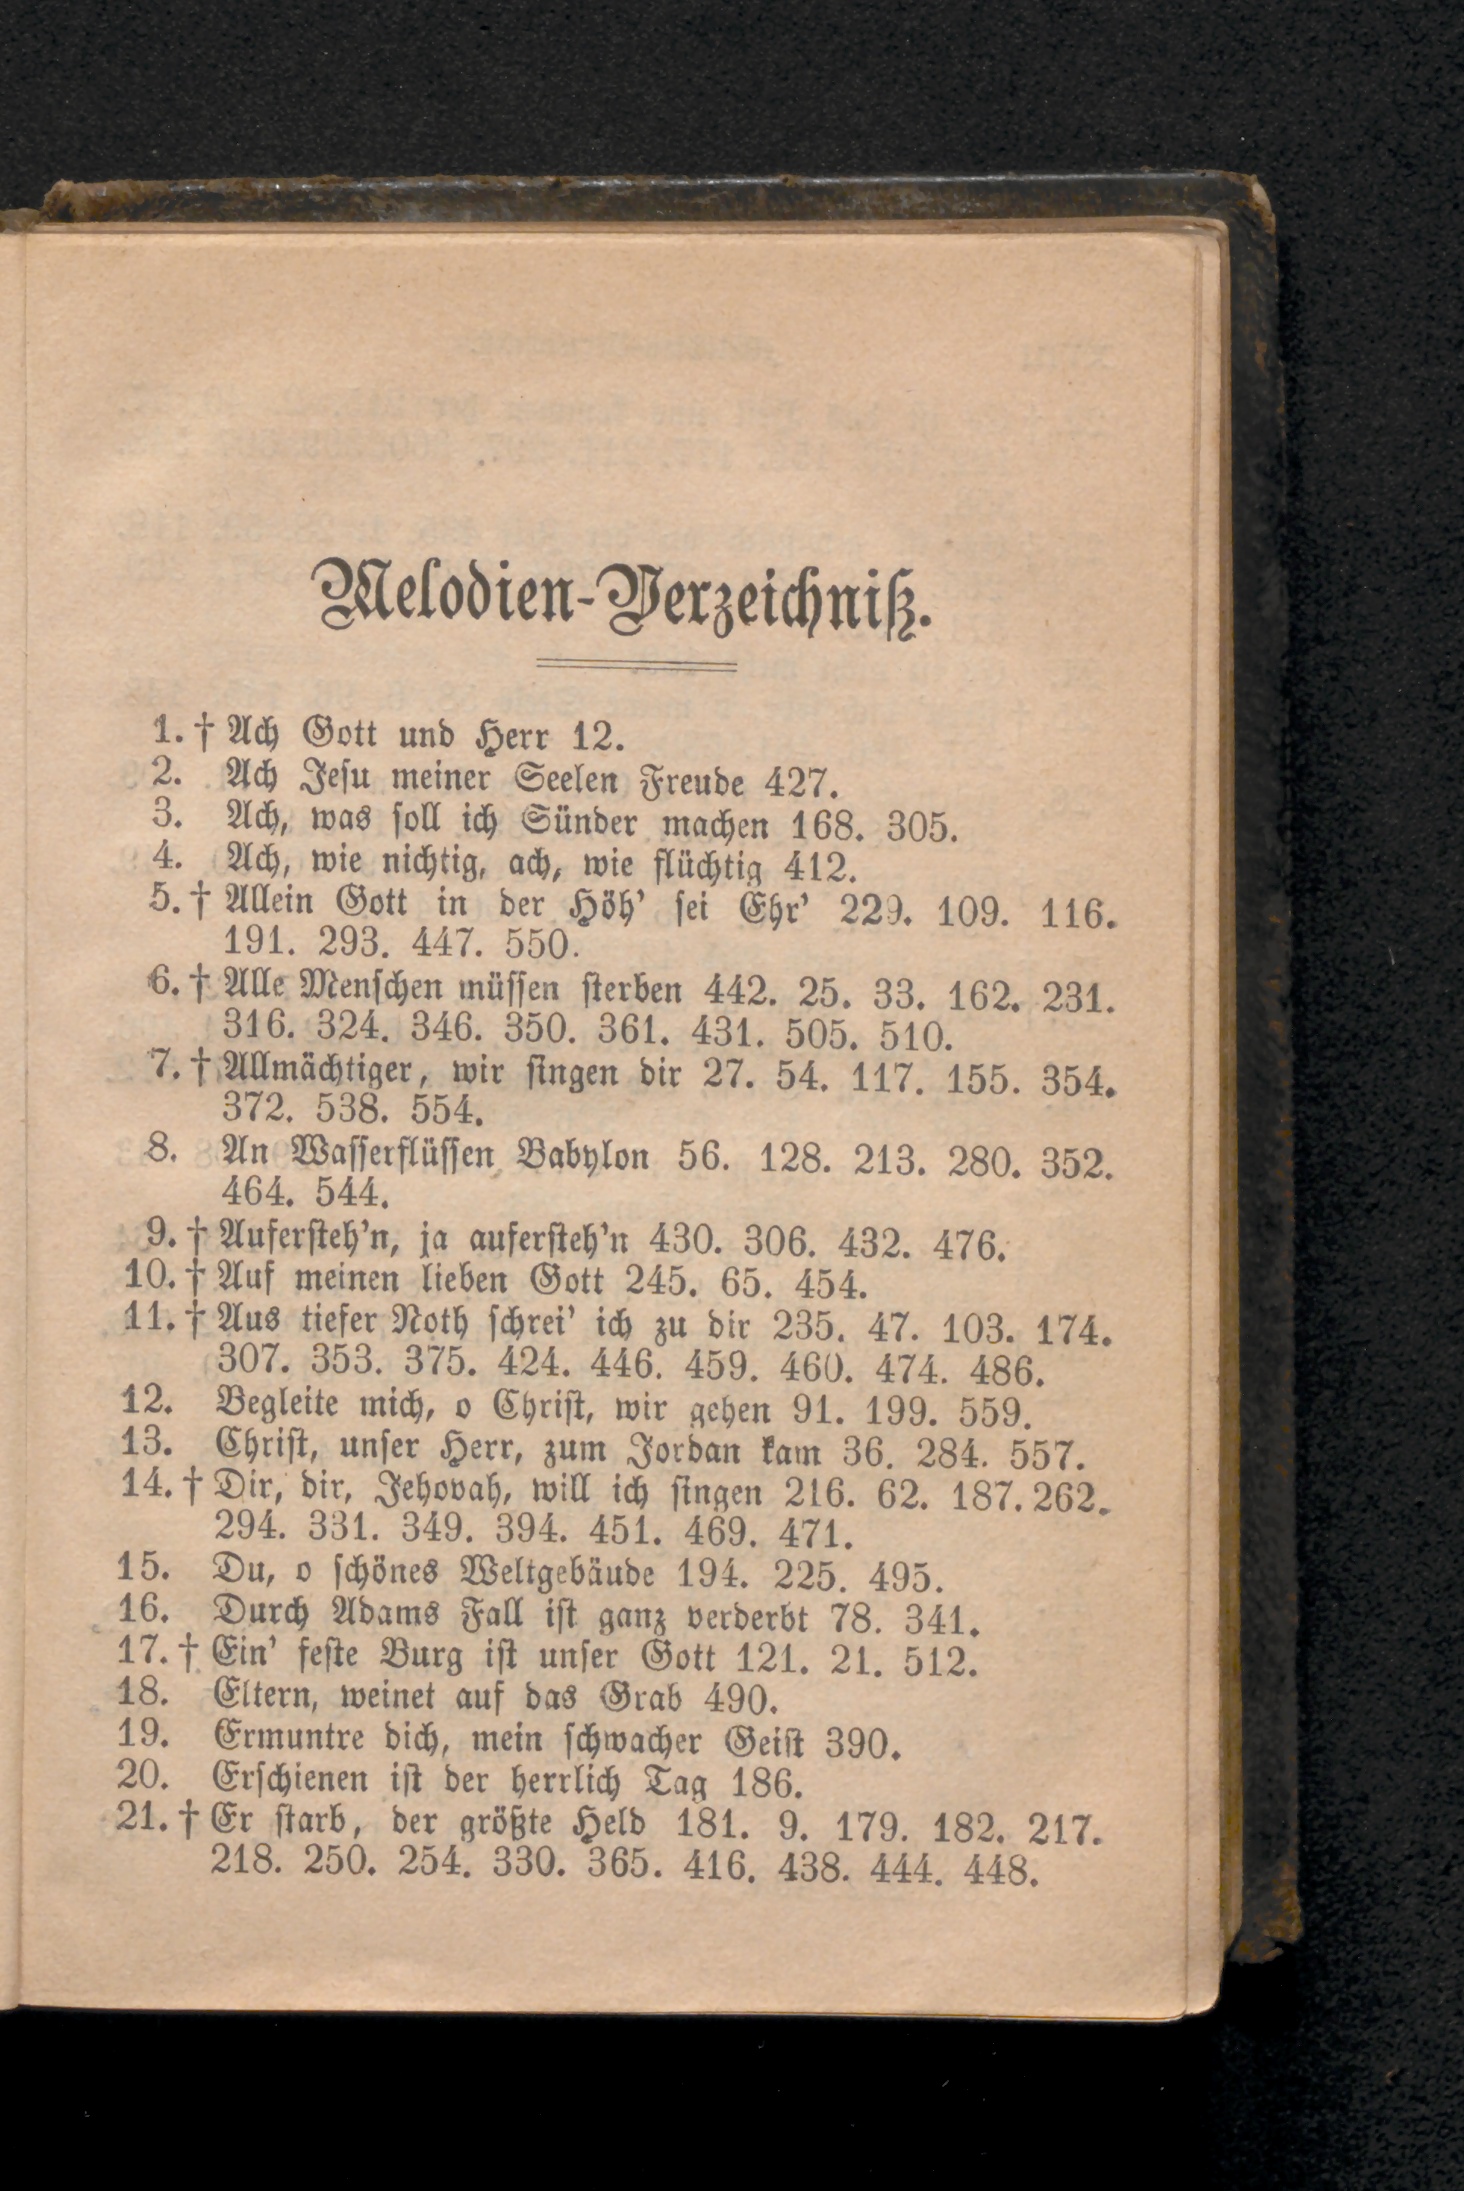 Melodien-Verzeichniß.
1. † Ach Gott und Herr 12.
2. Ach Jesu meiner Seelen Freude 427.
3. Ach, was soll ich Sünder machen 168. 305.
4. Ach, wie nichtig, ach, wie flüchtig 412.
5. † Allein Gott in der Höh' sei Ehr' 229. 109. 116.
191. 293. 447. 550.
6. † Alle Menschen müssen sterben 442. 25. 33. 162. 231.
316. 324. 346. 350. 361. 431. 505. 510.
7. † Allmächtiger, wir singen dir 27. 54. 117. 155. 354.
372. 538. 554.
8. An Wasserflüssen Babylon 56. 128. 213. 280. 352.
464. 544.
9. † Aufersteh'n, ja aufersteh'n 430. 306. 432. 476.
10. † Auf meinen lieben Gott 245. 65. 454.
11. † Aus tiefer Noth schrei' ich zu dir 235. 47. 103. 174.
307. 353. 375. 424. 446. 459. 460. 474. 486.
12. Begleite mich, o Christ, wir gehen 91. 199. 559.
13. Christ, unser Herr, zum Jordan kam 36. 284. 557.
14. † Dir, dir, Jehovah, will ich singen 216. 62. 187. 262.
294. 331. 349. 394. 451. 469. 471.
15. Du, o schönes Weltgebäude 194. 225. 495.
16. Durch Adams Fall ist ganz verderbt 78. 341.
17. † Ein' feste Burg ist unser Gott 121. 21. 512.
18. Eltern, weinet auf das Grab 490.
19. Ermuntre dich, mein schwacher Geist 390.
20. Erschienen ist der herrlich Tag 186.
21. † Er starb, der größte Held 181. 9. 179. 182. 217.
218. 250. 254. 330. 365. 416. 438. 444. 448.